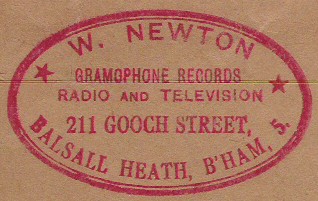 W. NEWTON
GRAMOPHONE RECORDS
RADIO AND TELEVISION
211 GOOCH STREET,
BALSALL HEATH, B'HAM, 5.